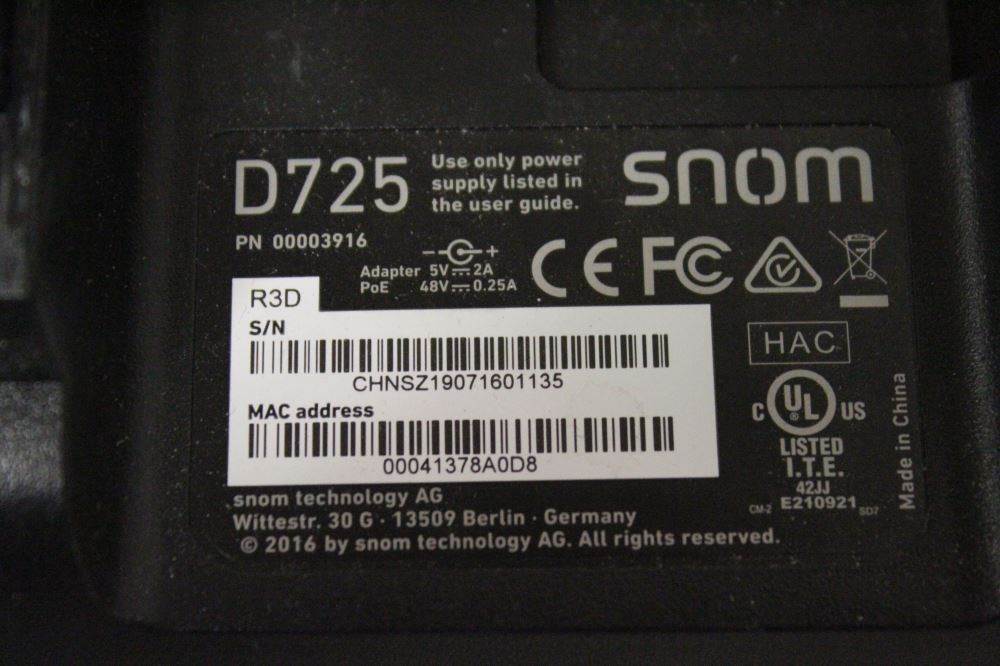 D725
Use only power
supply listed in
the user guide.
snom
PN 00003916
Adapter 5V⎓2A
PoE 48V⎓0.25A
CE FC
HAC
R3D
S/N
CHNSZ19071601135
MAC address
00041378A0D8
C UL US
LISTED
I.T.E.
42JJ
CM-2 E210921 SD7
Made in China
snom technology AG
Wittestr. 30 G · 13509 Berlin · Germany
© 2016 by snom technology AG. All rights reserved.